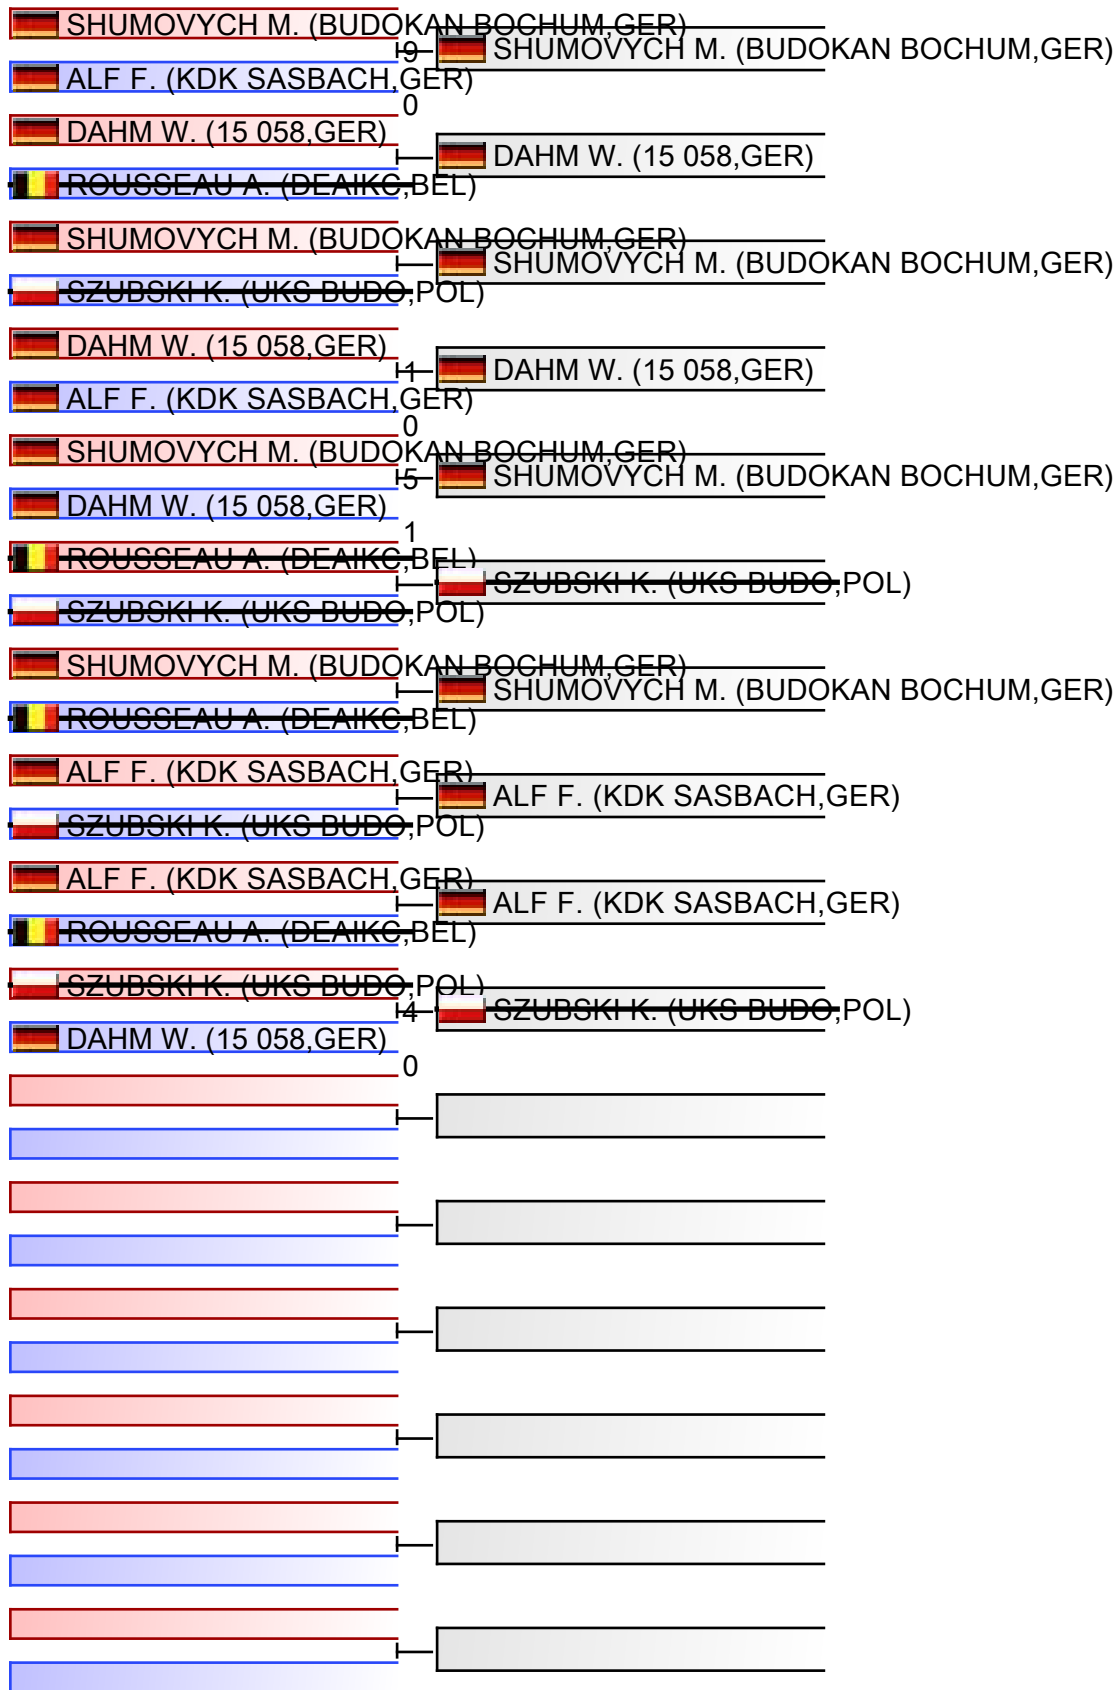 SHUMOVYCH M. (BUDOKAN BOCHUM,GER)
9
SHUMOVYCH M. (BUDOKAN BOCHUM,GER)
ALF F. (KDK SASBACH,GER)
0
DAHM W. (15 058,GER)
DAHM W. (15 058,GER)
ROUSSEAU A. (DEAIKC,BEL)
SHUMOVYCH M. (BUDOKAN BOCHUM,GER)
SHUMOVYCH M. (BUDOKAN BOCHUM,GER)
SZUBSKI K. (UKS BUDO,POL)
DAHM W. (15 058,GER)
1
DAHM W. (15 058,GER)
ALF F. (KDK SASBACH,GER)
0
SHUMOVYCH M. (BUDOKAN BOCHUM,GER)
5
SHUMOVYCH M. (BUDOKAN BOCHUM,GER)
DAHM W. (15 058,GER)
1
ROUSSEAU A. (DEAIKC,BEL)
SZUBSKI K. (UKS BUDO,POL)
SZUBSKI K. (UKS BUDO,POL)
SHUMOVYCH M. (BUDOKAN BOCHUM,GER)
SHUMOVYCH M. (BUDOKAN BOCHUM,GER)
ROUSSEAU A. (DEAIKC,BEL)
ALF F. (KDK SASBACH,GER)
ALF F. (KDK SASBACH,GER)
SZUBSKI K. (UKS BUDO,POL)
ALF F. (KDK SASBACH,GER)
ALF F. (KDK SASBACH,GER)
ROUSSEAU A. (DEAIKC,BEL)
SZUBSKI K. (UKS BUDO,POL)
4
SZUBSKI K. (UKS BUDO,POL)
DAHM W. (15 058,GER)
0